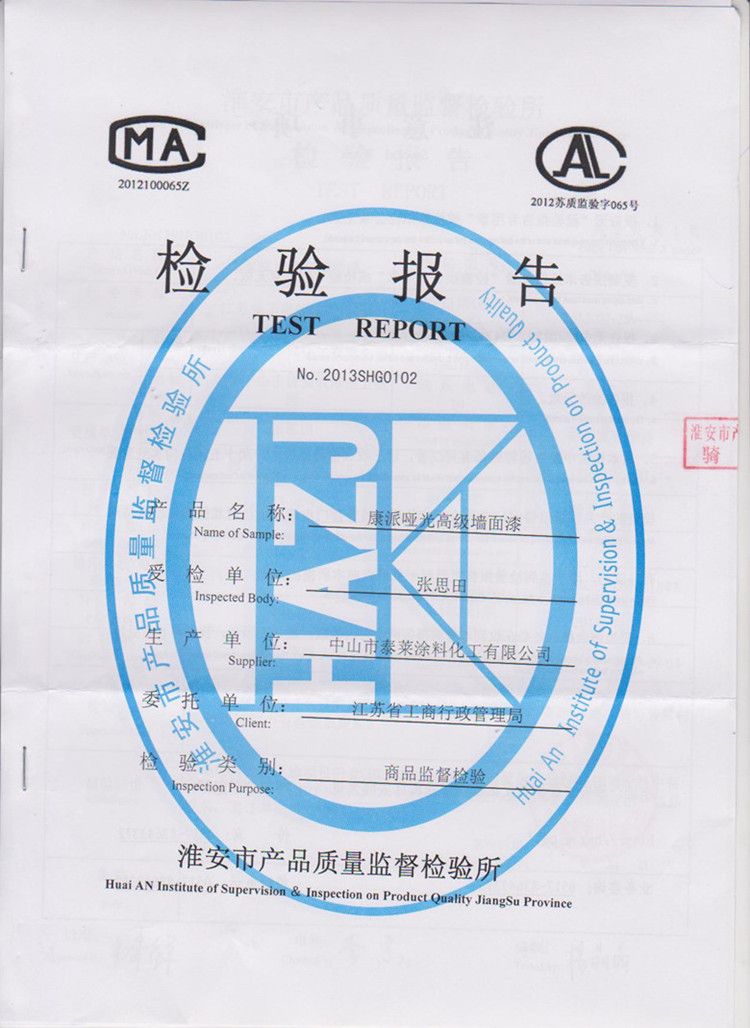 CMA
2012100065Z
CAL
2012苏质监验字065号
检验报告
TEST REPORT
No. 2013SHG0102
淮安市产品质量监督检验所
Huai An Institute of Supervision & Inspection on Product Quality
HAZJ
淮安市产
骑
产品名称: 康派哑光高级墙面漆
Name of Sample:
受检单位: 张思田
Inspected Body:
生产单位: 中山市泰莱涂料化工有限公司
Supplier:
委托单位: 江苏省工商行政管理局
Client:
检验类别: 商品监督检验
Inspection Purpose:
淮安市产品质量监督检验所
Huai AN Institute of Supervision & Inspection on Product Quality JiangSu Province